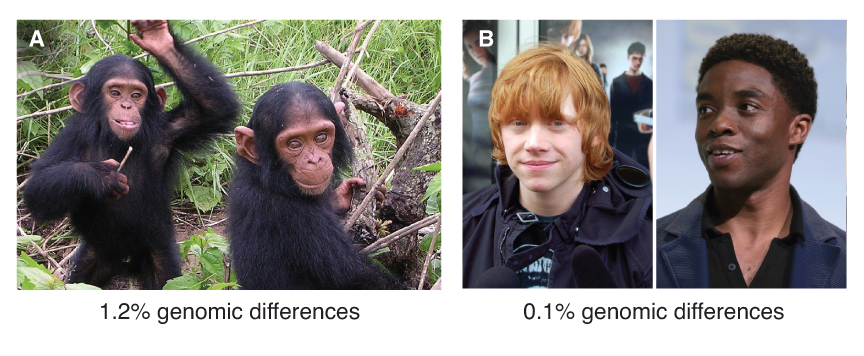 A
B
1.2% genomic differences
0.1% genomic differences